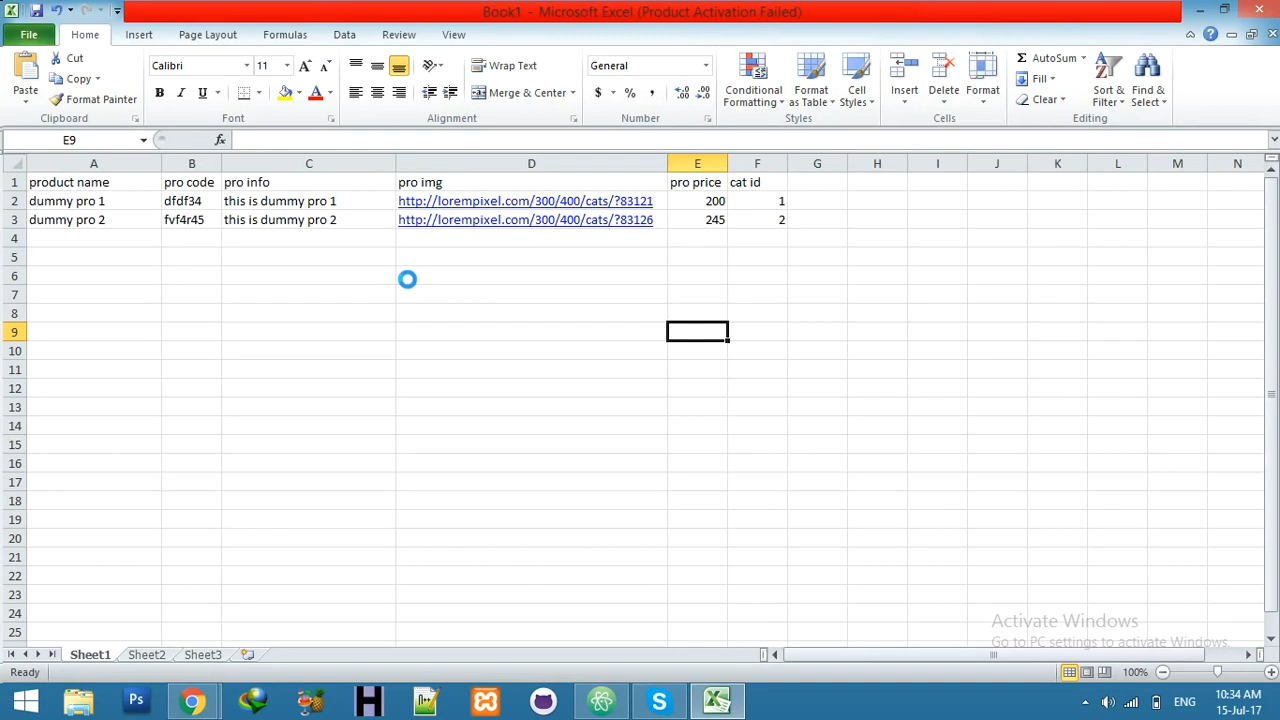 Book1 - Microsoft Excel (Product Activation Failed)
File Home Insert Page Layout Formulas Data Review View
Paste Cut Copy Format Painter Clipboard
Calibri 11 B I U A Font
Wrap Text Merge & Center Alignment
General $ % , Number
Conditional Formatting Format as Table Cell Styles Styles
Insert Delete Format Cells
Σ AutoSum Fill Clear Sort & Filter Find & Select Editing
E9 fx
A B C D E F G H I J K L M N
1 product name pro code pro info pro img pro price cat id
2 dummy pro 1 dfdf34 this is dummy pro 1 http://lorempixel.com/300/400/cats/?83121 200 1
3 dummy pro 2 fvf4r45 this is dummy pro 2 http://lorempixel.com/300/400/cats/?83126 245 2
4
5
6
7
8
9
10
11
12
13
14
15
16
17
18
19
20
21
22
23
24
25
Activate Windows
Go to PC settings to activate Windows.
Sheet1 Sheet2 Sheet3
Ready 100%
Ps H S ENG 10:34 AM
15-Jul-17